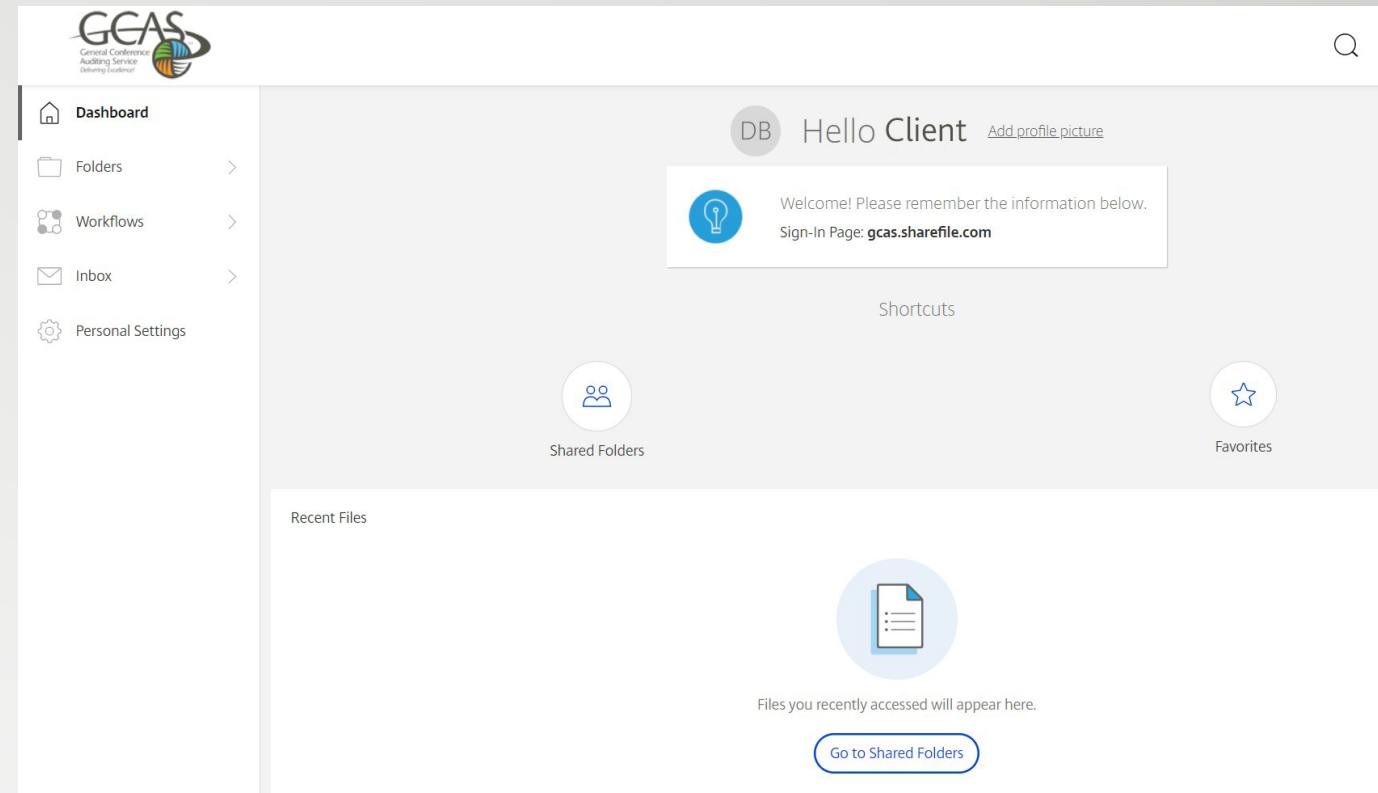 GCAS
General Conference
Auditing Service
Delivering Excellence!
Dashboard
Folders
Workflows
Inbox
Personal Settings
DB
Hello Client
Add profile picture
Welcome! Please remember the information below.
Sign-In Page: gcas.sharefile.com
Shortcuts
Shared Folders
Favorites
Recent Files
Files you recently accessed will appear here.
Go to Shared Folders